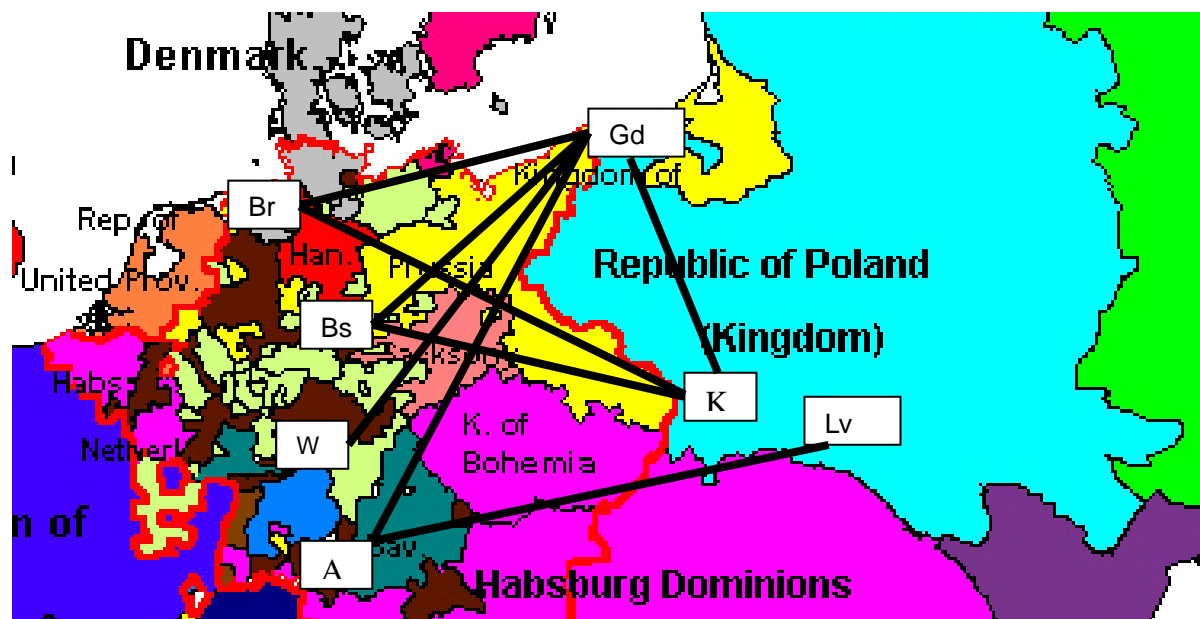 Denmark
Gd
Kingdom of
Br
Rep. of
Han.
Prussia
Republic of Poland
United Prov.
Bs
(Kingdom)
Habs
K
Lv
K. of
W
Netherl
Bohemia
n of
Bav.
A
Habsburg Dominions